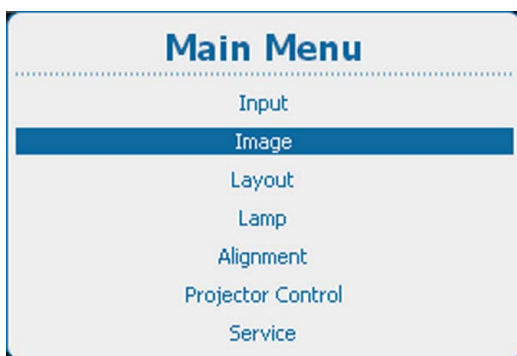 Main Menu
Input
Image
Layout
Lamp
Alignment
Projector Control
Service